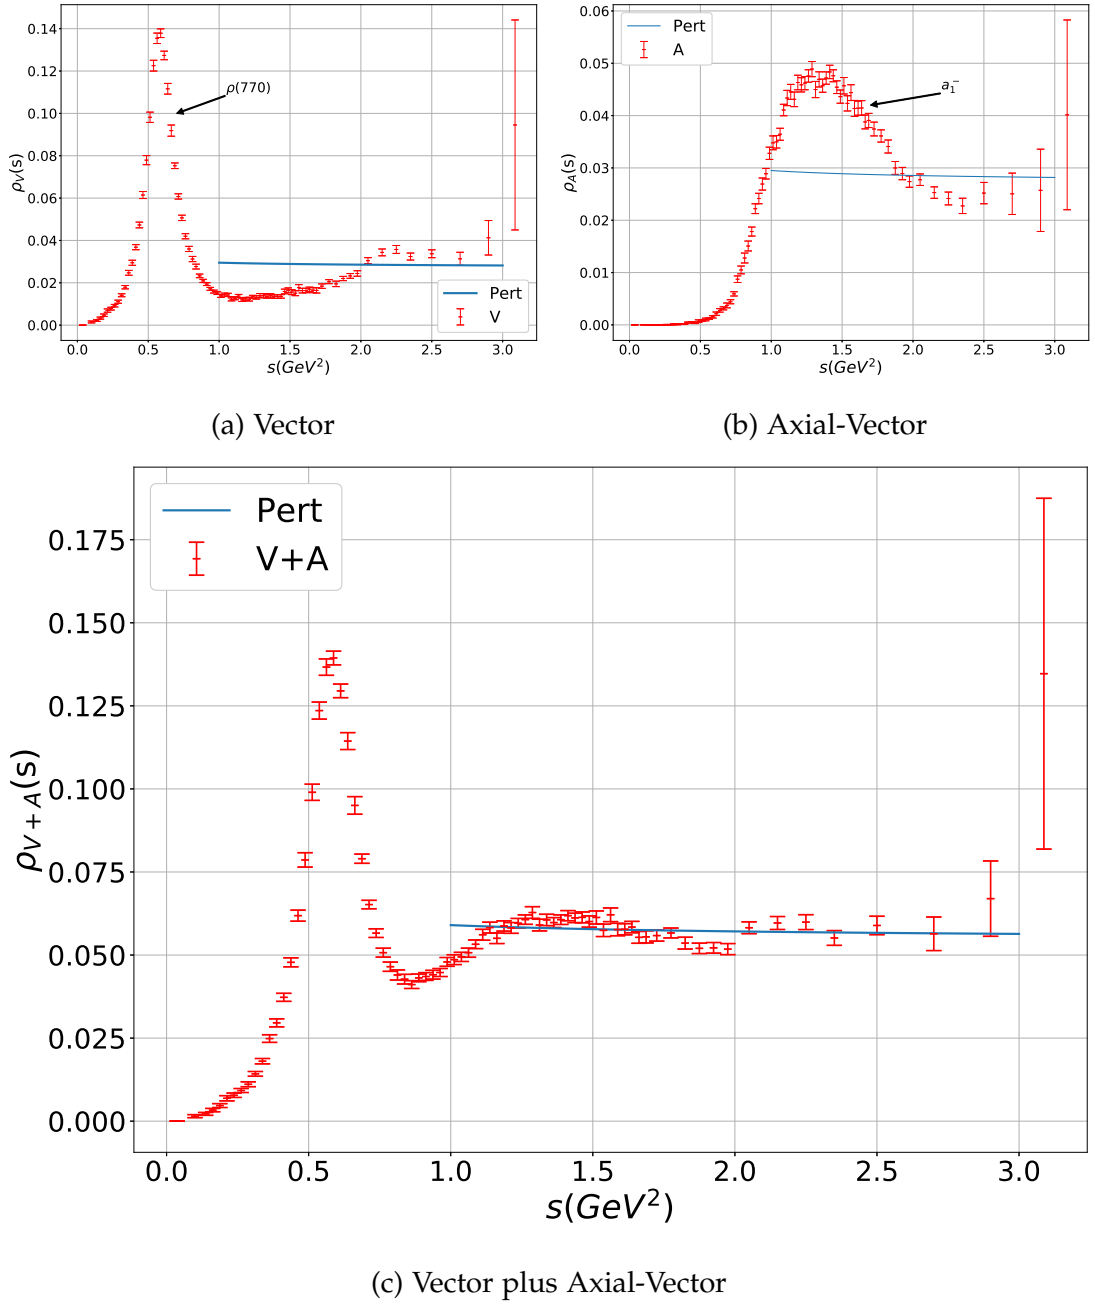 0.14
0.12
0.10
0.08
0.06
0.04
0.02
0.00
ρV(s)
ρ(770)
Pert
V
0.0 0.5 1.0 1.5 2.0 2.5 3.0
s(GeV²)
(a) Vector
0.06
0.05
0.04
0.03
0.02
0.01
0.00
ρA(s)
Pert
A
a₁⁻
0.0 0.5 1.0 1.5 2.0 2.5 3.0
s(GeV²)
(b) Axial-Vector
Pert
V+A
0.175
0.150
0.125
0.100
0.075
0.050
0.025
0.000
ρV + A(s)
0.0 0.5 1.0 1.5 2.0 2.5 3.0
s(GeV²)
(c) Vector plus Axial-Vector